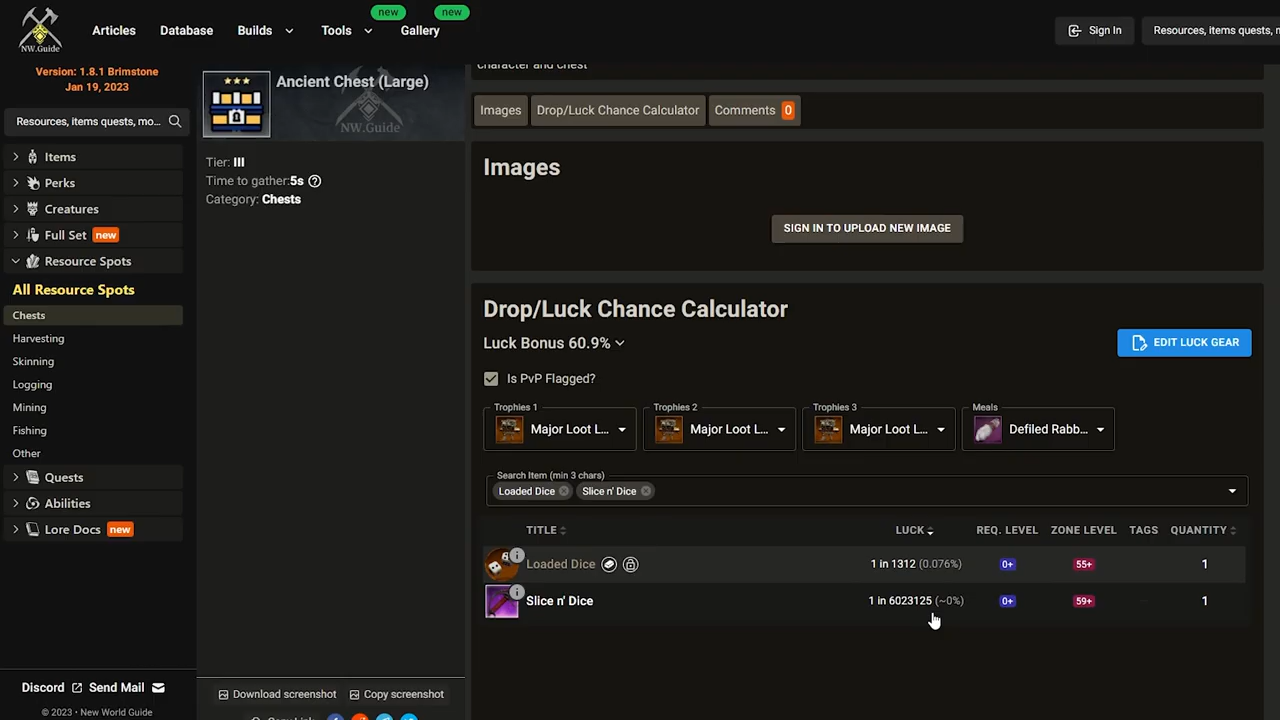 new
new
NW.Guide
Articles
Database
Builds
Tools
Gallery
Sign In
Resources, items quests, m
Version: 1.8.1 Brimstone
Jan 19, 2023
Resources, items quests, mo...
Items
Perks
Creatures
Full Set new
Resource Spots
All Resource Spots
Chests
Harvesting
Skinning
Logging
Mining
Fishing
Other
Quests
Abilities
Lore Docs new
Discord
Send Mail
© 2023 • New World Guide
Ancient Chest (Large)
NW.Guide
Tier: III
Time to gather:5s
Category: Chests
Download screenshot
Copy screenshot
Copy Link
character and chest
Images
Drop/Luck Chance Calculator
Comments 0
Images
SIGN IN TO UPLOAD NEW IMAGE
Drop/Luck Chance Calculator
Luck Bonus 60.9%
EDIT LUCK GEAR
Is PvP Flagged?
Trophies 1
Major Loot L...
Trophies 2
Major Loot L...
Trophies 3
Major Loot L...
Meals
Defiled Rabb...
Search Item (min 3 chars)
Loaded Dice
Slice n' Dice
TITLE LUCK REQ. LEVEL ZONE LEVEL TAGS QUANTITY
Loaded Dice 1 in 1312 (0.076%) 0+ 55+ 1
Slice n' Dice 1 in 6023125 (~0%) 0+ 59+ 1